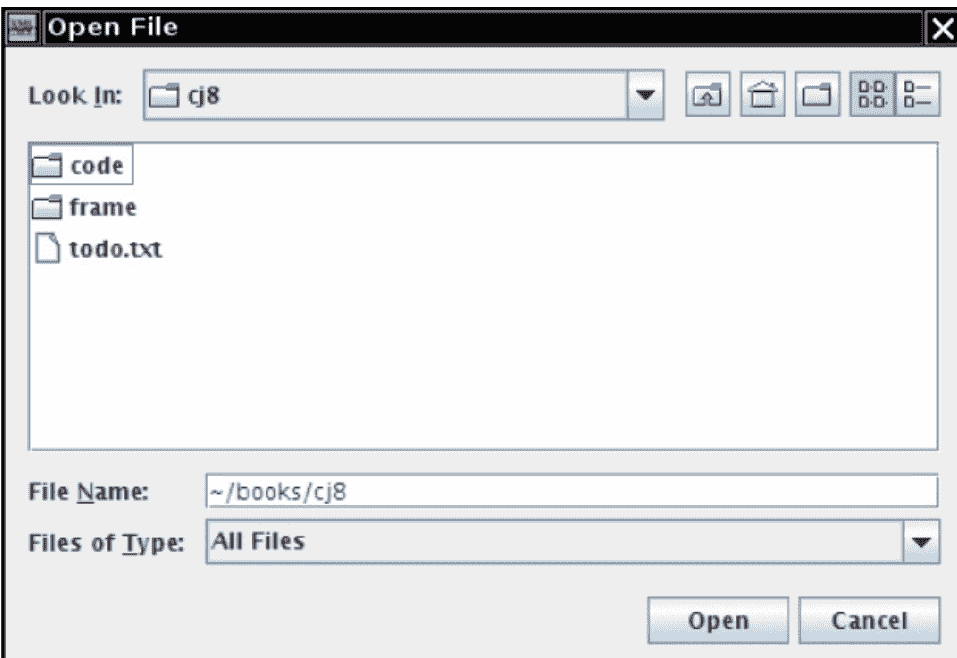 Open File
Look In: cj8
code
frame
todo.txt
File Name: ~/books/cj8
Files of Type: All Files
Open Cancel